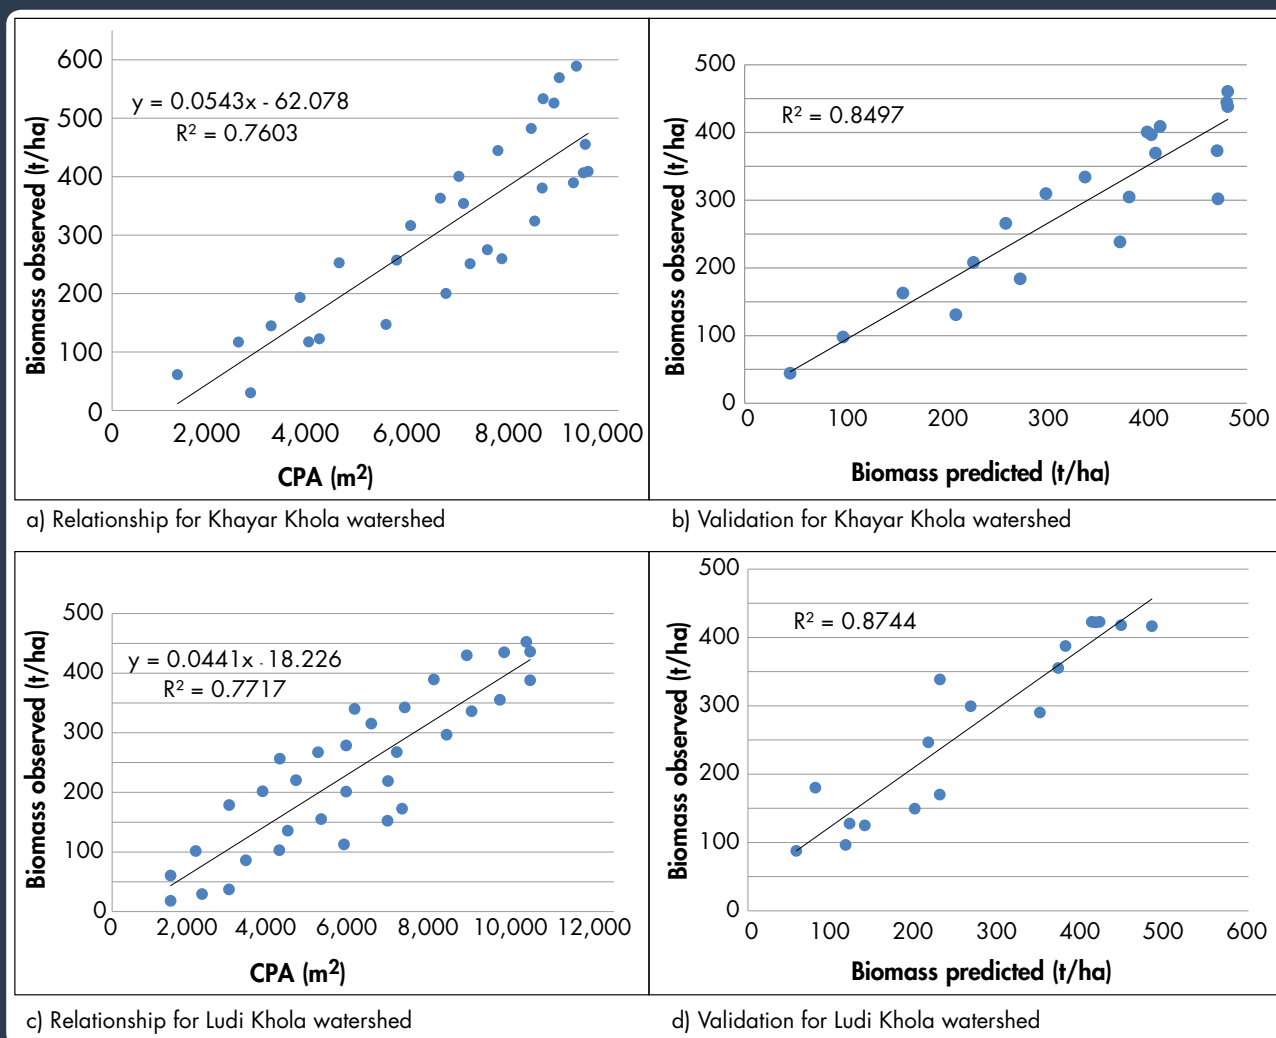 600
500
400
300
200
100
0
y = 0.0543x - 62.078
R² = 0.7603
Biomass observed (t/ha)
0 2,000 4,000 6,000 8,000 10,000
CPA (m²)
a) Relationship for Khayar Khola watershed
500
400
300
200
100
0
R² = 0.8497
Biomass observed (t/ha)
0 100 200 300 400 500
Biomass predicted (t/ha)
b) Validation for Khayar Khola watershed
500
400
300
200
100
0
y = 0.0441x - 18.226
R² = 0.7717
Biomass observed (t/ha)
0 2,000 4,000 6,000 8,000 10,000 12,000
CPA (m²)
c) Relationship for Ludi Khola watershed
500
400
300
200
100
0
R² = 0.8744
Biomass observed (t/ha)
0 100 200 300 400 500 600
Biomass predicted (t/ha)
d) Validation for Ludi Khola watershed